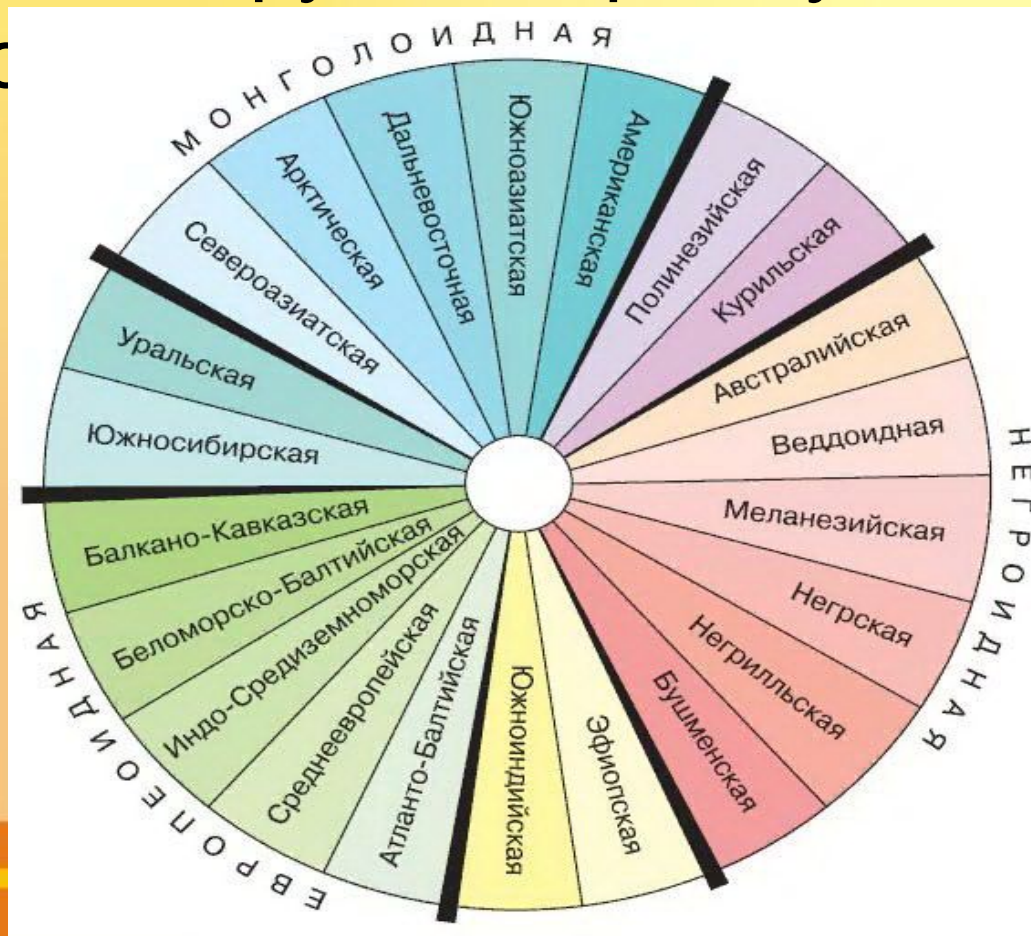 МОНГОЛОИДНАЯ
Североазиатская
Арктическая
Дальневосточная
Южноазиатская
Американская
Полинезийская
Курильская
Австралийская
Веддоидная
Меланезийская
Негрская
Негрилльская
Бушменская
НЕГРОИДНАЯ
Эфиопская
Южноиндийская
Атланто-Балтийская
Среднеевропейская
Индо-Средиземноморская
Беломорско-Балтийская
Балкано-Кавказская
ЕВРОПЕОИДНАЯ
Южносибирская
Уральская